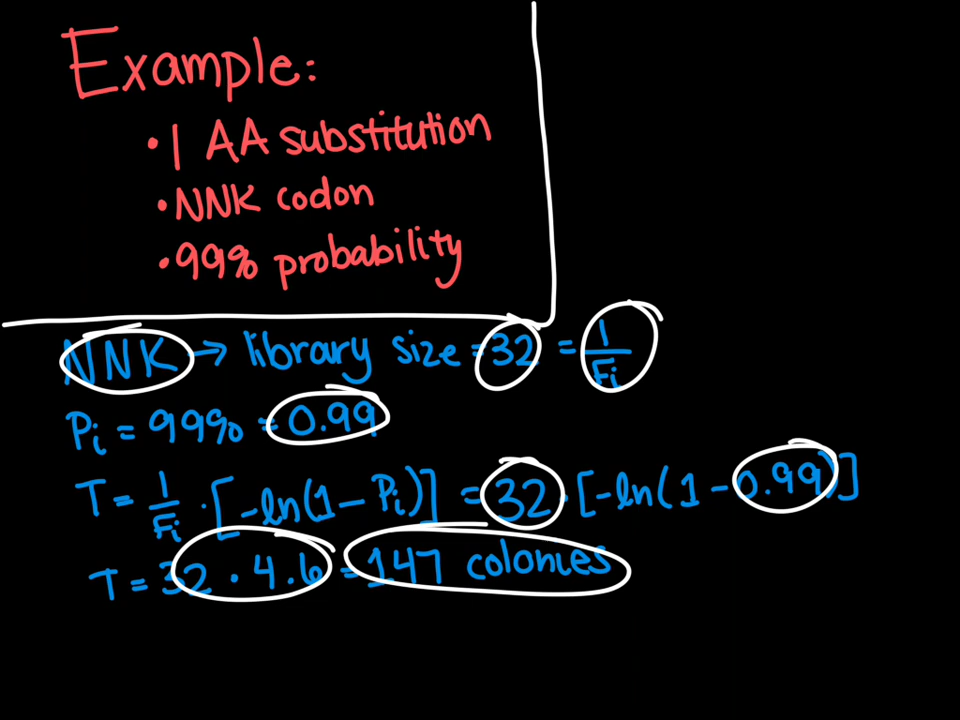 Example:
• 1 AA substitution
• NNK codon
• 99% probability
NNK → library size = 32 = 1/Fi
Pi = 99% = 0.99
T = 1/Fi · [-ln(1 - Pi)] = 32 · [-ln(1 - 0.99)]
T = 32 · 4.6 = 147 colonies